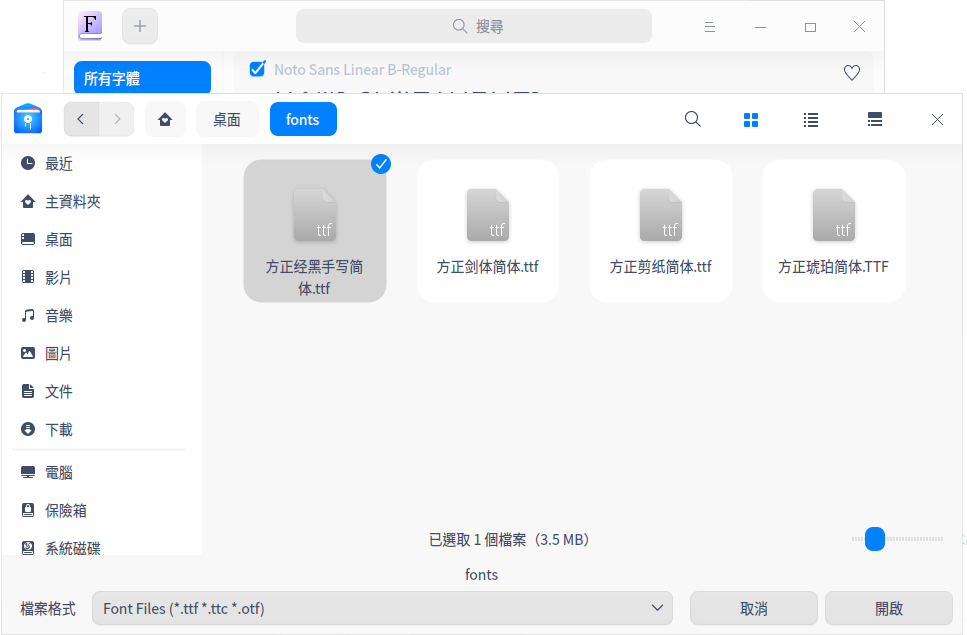 F
搜尋
所有字體
Noto Sans Linear B-Regular
桌面
fonts
最近
主資料夾
桌面
影片
音樂
圖片
文件
下載
電腦
保險箱
系統磁碟
ttf
方正经黑手写简
体.ttf
ttf
方正剑体简体.ttf
ttf
方正剪纸简体.ttf
ttf
方正琥珀简体.TTF
已選取 1 個檔案（3.5 MB）
fonts
檔案格式
Font Files (*.ttf *.ttc *.otf)
取消
開啟